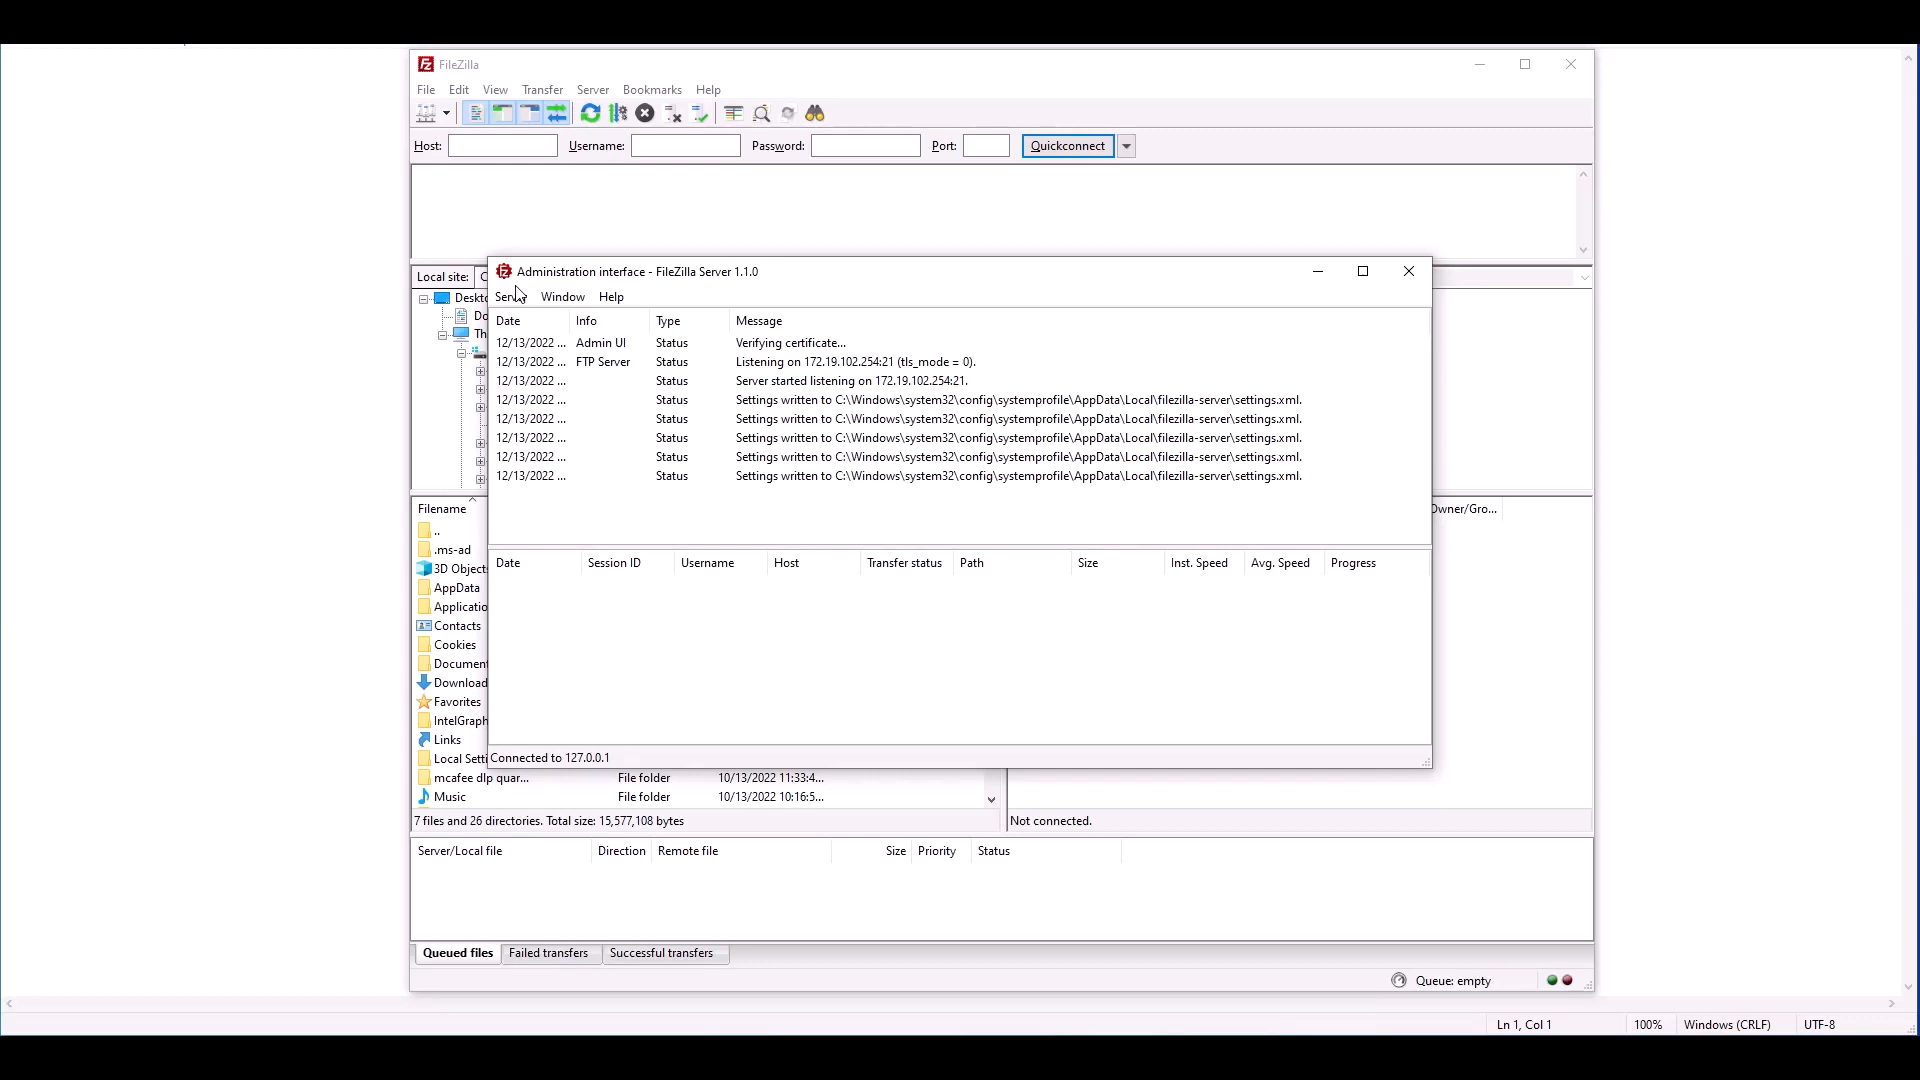 FileZilla
File Edit View Transfer Server Bookmarks Help
Host: Username: Password: Port: Quickconnect
Local site: C
Administration interface - FileZilla Server 1.1.0
Window Help
Date Info Type Message
12/13/2022 ... Admin UI Status Verifying certificate...
12/13/2022 ... FTP Server Status Listening on 172.19.102.254:21 (tls_mode = 0).
12/13/2022 ... Status Server started listening on 172.19.102.254:21.
12/13/2022 ... Status Settings written to C:\Windows\system32\config\systemprofile\AppData\Local\filezilla-server\settings.xml.
12/13/2022 ... Status Settings written to C:\Windows\system32\config\systemprofile\AppData\Local\filezilla-server\settings.xml.
12/13/2022 ... Status Settings written to C:\Windows\system32\config\systemprofile\AppData\Local\filezilla-server\settings.xml.
12/13/2022 ... Status Settings written to C:\Windows\system32\config\systemprofile\AppData\Local\filezilla-server\settings.xml.
12/13/2022 ... Status Settings written to C:\Windows\system32\config\systemprofile\AppData\Local\filezilla-server\settings.xml.
Date Session ID Username Host Transfer status Path Size Inst. Speed Avg. Speed Progress
Connected to 127.0.0.1
Filename Owner/Gro...
..
.ms-ad
3D Object
AppData
Applicatio
Contacts
Cookies
Document
Download
Favorites
IntelGraph
Links
Local Setti
mcafee dlp quar... File folder 10/13/2022 11:33:4...
Music File folder 10/13/2022 10:16:5...
7 files and 26 directories. Total size: 15,577,108 bytes
Not connected.
Server/Local file Direction Remote file Size Priority Status
Queued files Failed transfers Successful transfers
Queue: empty
Ln 1, Col 1 100% Windows (CRLF) UTF-8